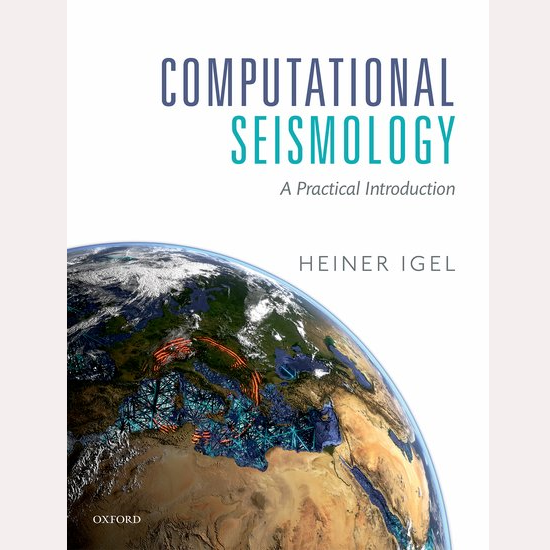 COMPUTATIONAL
SEISMOLOGY
A Practical Introduction
HEINER IGEL
OXFORD